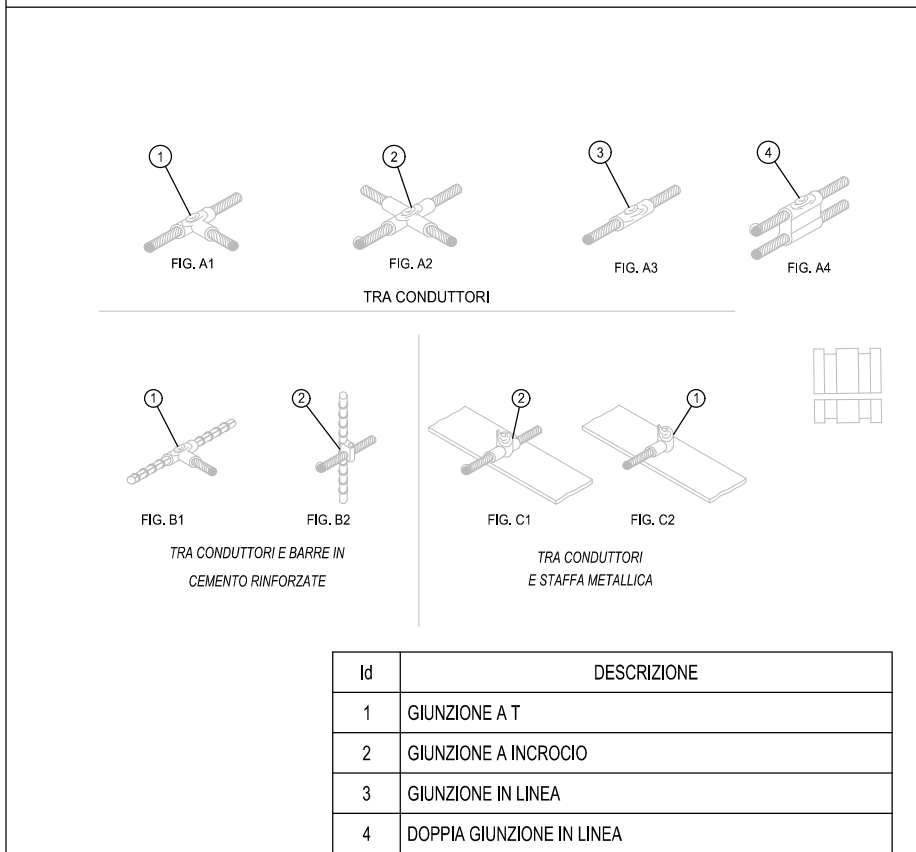 1
2
3
4
FIG. A1
FIG. A2
FIG. A3
FIG. A4
TRA CONDUTTORI
1
2
2
1
FIG. B1
FIG. B2
FIG. C1
FIG. C2
TRA CONDUTTORI E BARRE IN
CEMENTO RINFORZATE
TRA CONDUTTORI
E STAFFA METALLICA
Id DESCRIZIONE
1 GIUNZIONE A T
2 GIUNZIONE A INCROCIO
3 GIUNZIONE IN LINEA
4 DOPPIA GIUNZIONE IN LINEA